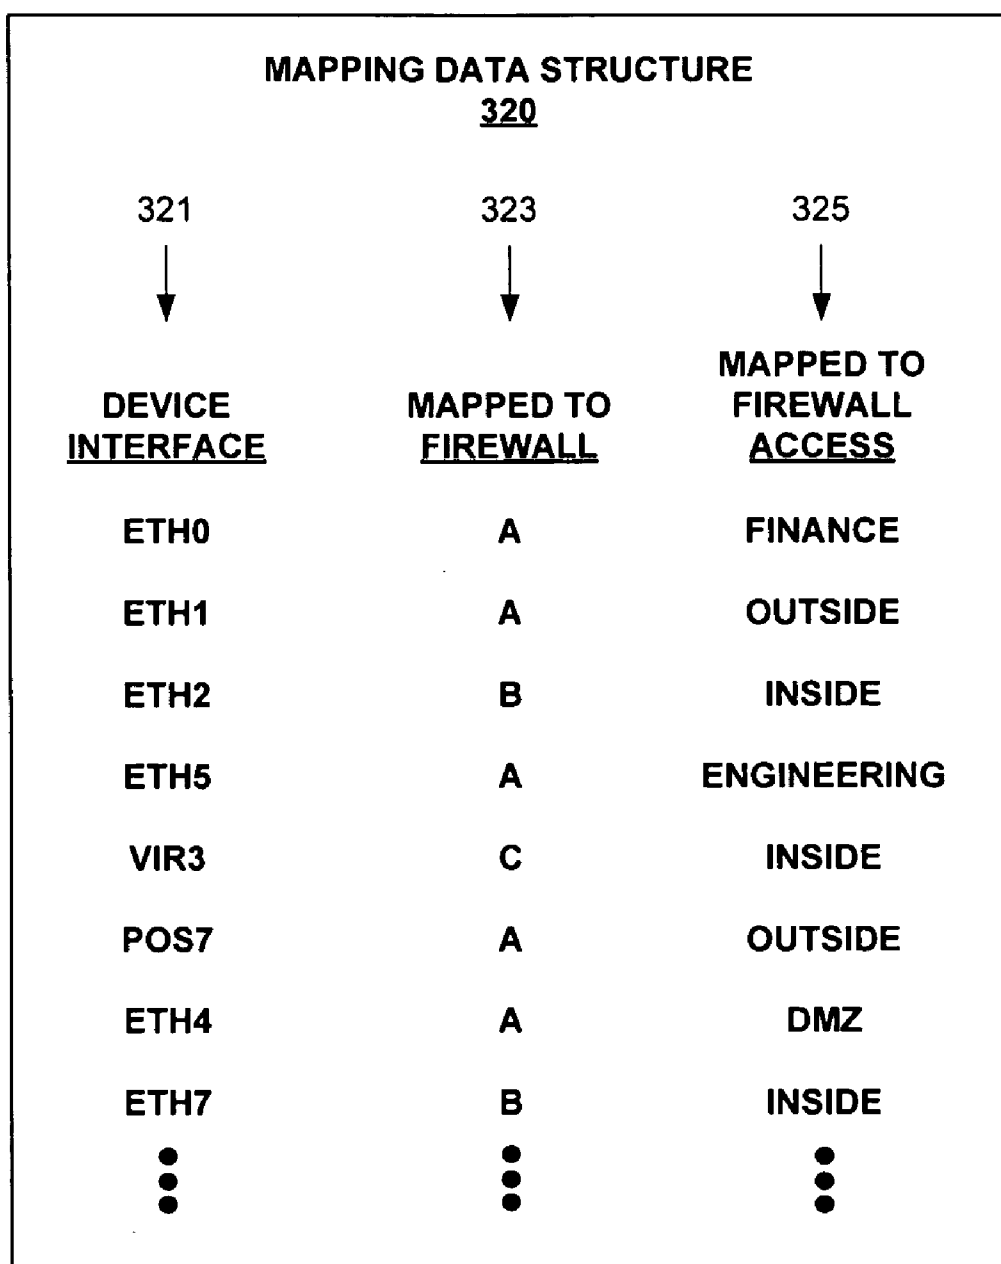 MAPPING DATA STRUCTURE
320
321 323 325
MAPPED TO
DEVICE MAPPED TO FIREWALL
INTERFACE FIREWALL ACCESS
ETH0 A FINANCE
ETH1 A OUTSIDE
ETH2 B INSIDE
ETH5 A ENGINEERING
VIR3 C INSIDE
POS7 A OUTSIDE
ETH4 A DMZ
ETH7 B INSIDE